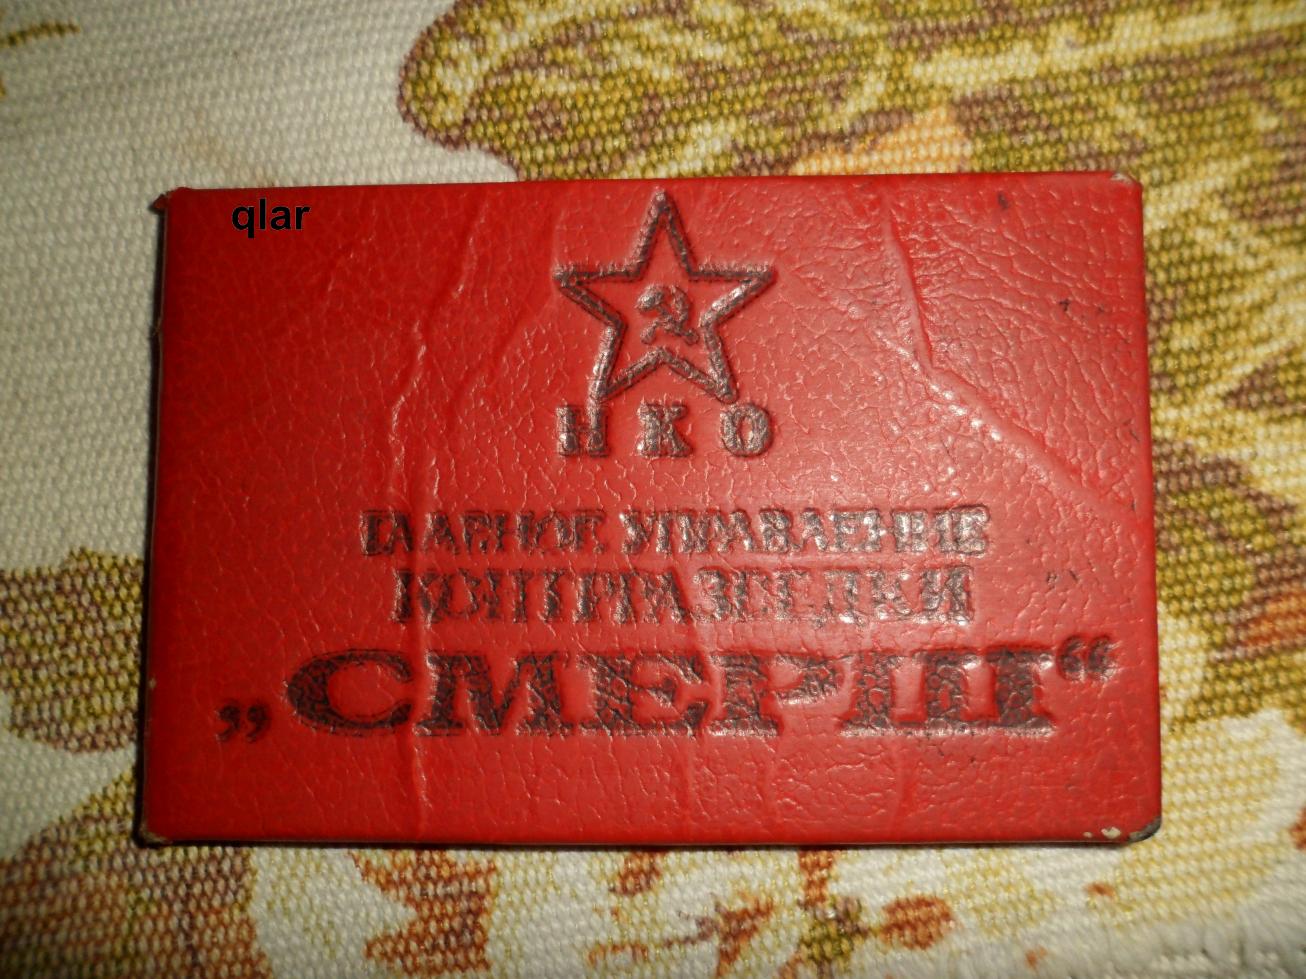 qlar
НКО
ГЛАВНОЕ УПРАВЛЕНИЕ
КОНТРРАЗВЕДКИ
„СМЕРШ“